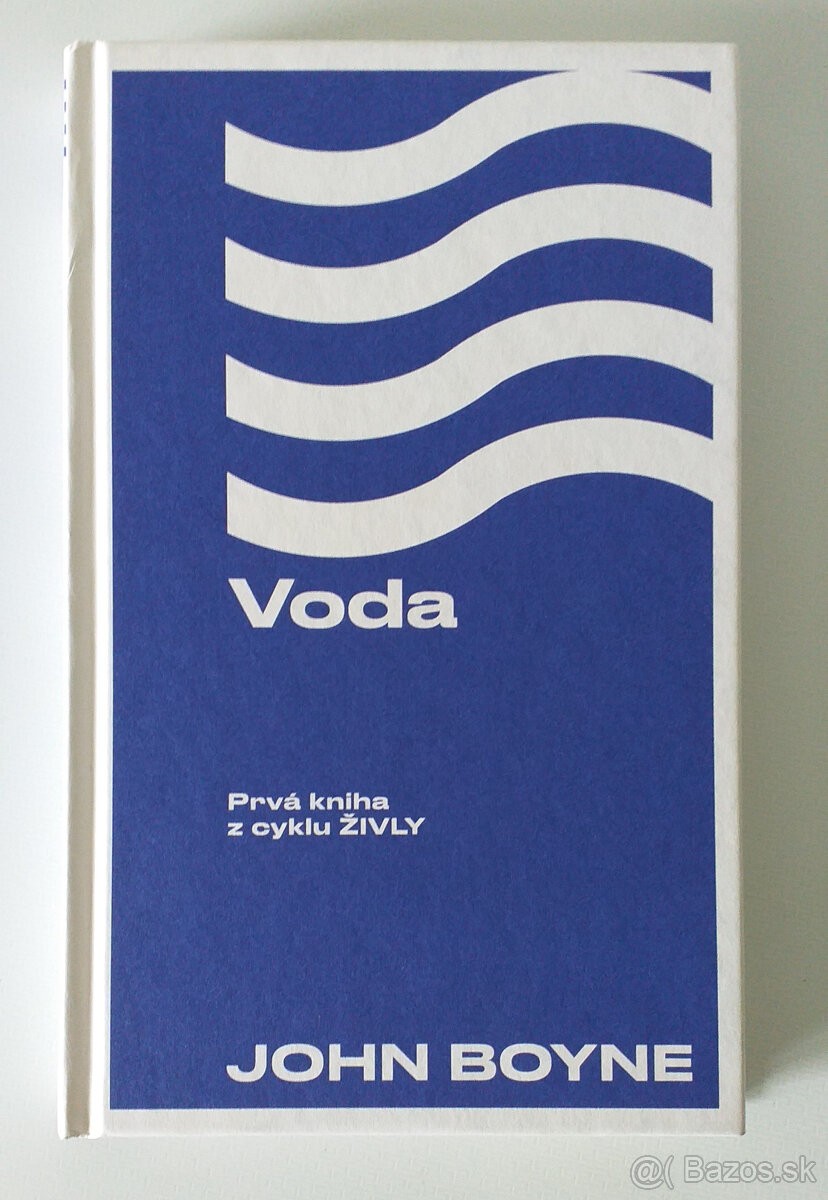 Voda
Prvá kniha
z cyklu ŽIVLY
JOHN BOYNE
@( Bazos.sk